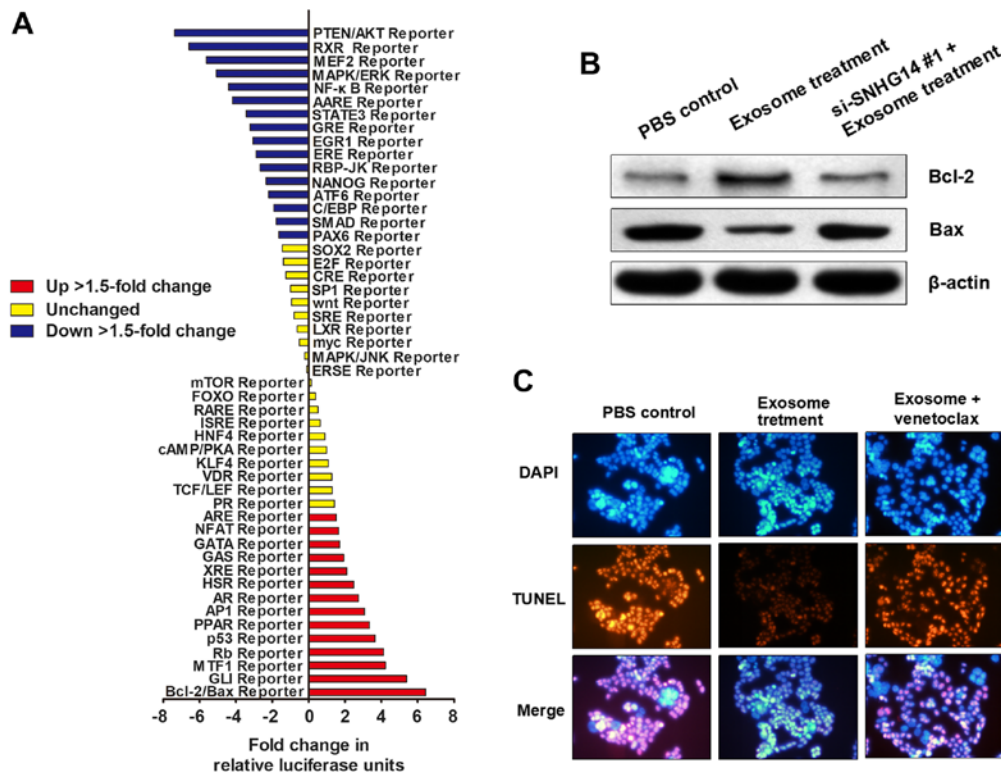 A
PTEN/AKT Reporter
RXR Reporter
MEF2 Reporter
MAPK/ERK Reporter
NF-κ B Reporter
AARE Reporter
STATE3 Reporter
GRE Reporter
EGR1 Reporter
ERE Reporter
RBP-JK Reporter
NANOG Reporter
ATF6 Reporter
C/EBP Reporter
SMAD Reporter
PAX6 Reporter
SOX2 Reporter
E2F Reporter
CRE Reporter
SP1 Reporter
wnt Reporter
SRE Reporter
LXR Reporter
myc Reporter
MAPK/JNK Reporter
ERSE Reporter
mTOR Reporter
FOXO Reporter
RARE Reporter
ISRE Reporter
HNF4 Reporter
cAMP/PKA Reporter
KLF4 Reporter
VDR Reporter
TCF/LEF Reporter
PR Reporter
ARE Reporter
NFAT Reporter
GATA Reporter
GAS Reporter
XRE Reporter
HSR Reporter
AR Reporter
AP1 Reporter
PPAR Reporter
p53 Reporter
Rb Reporter
MTF1 Reporter
GLI Reporter
Bcl-2/Bax Reporter
-8 -6 -4 -2 0 2 4 6 8
Fold change in
relative luciferase units
Up >1.5-fold change
Unchanged
Down >1.5-fold change
B
PBS control
Exosome treatment
si-SNHG14 #1 +
Exosome treatment
Bcl-2
Bax
β-actin
C
PBS control
Exosome
tretment
Exosome +
venetoclax
DAPI
TUNEL
Merge